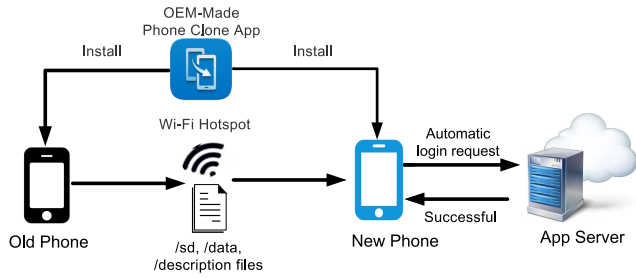 OEM-Made
Phone Clone App
Install
Install
Wi-Fi Hotspot
Automatic
login request
Successful
Old Phone
/sd, /data,
/description files
New Phone
App Server